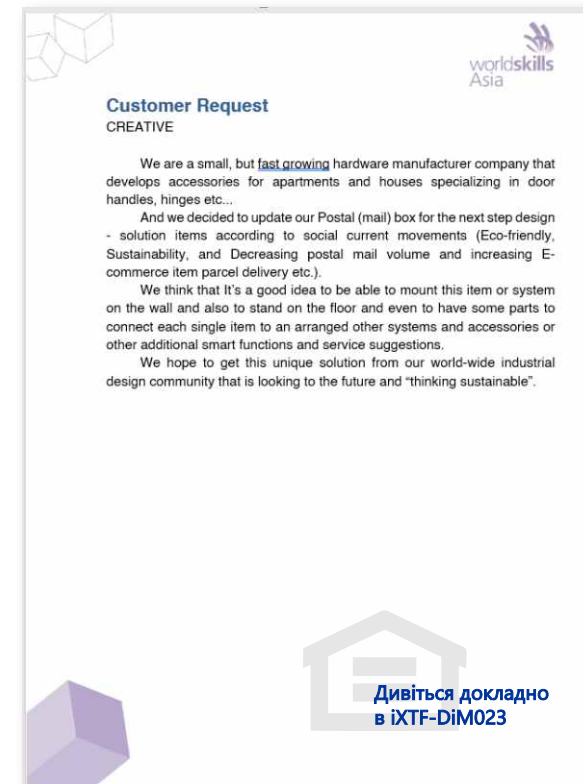 worldskills
Asia
Customer Request
CREATIVE
We are a small, but fast growing hardware manufacturer company that
develops accessories for apartments and houses specializing in door
handles, hinges etc...
And we decided to update our Postal (mail) box for the next step design
- solution items according to social current movements (Eco-friendly,
Sustainability, and Decreasing postal mail volume and increasing E-
commerce item parcel delivery etc.).
We think that It's a good idea to be able to mount this item or system
on the wall and also to stand on the floor and even to have some parts to
connect each single item to an arranged other systems and accessories or
other additional smart functions and service suggestions.
We hope to get this unique solution from our world-wide industrial
design community that is looking to the future and “thinking sustainable”.
Дивіться докладно
в iXTF-DiM023